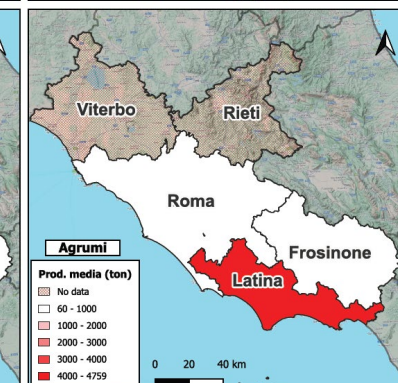 Viterbo
Rieti
Roma
Frosinone
Latina
Agrumi
Prod. media (ton)
No data
60 - 1000
1000 - 2000
2000 - 3000
3000 - 4000
4000 - 4759
0 20 40 km